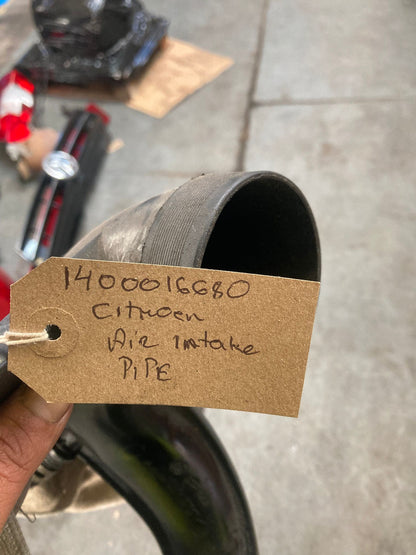 1400016680
Citroen
Air intake
PiPE